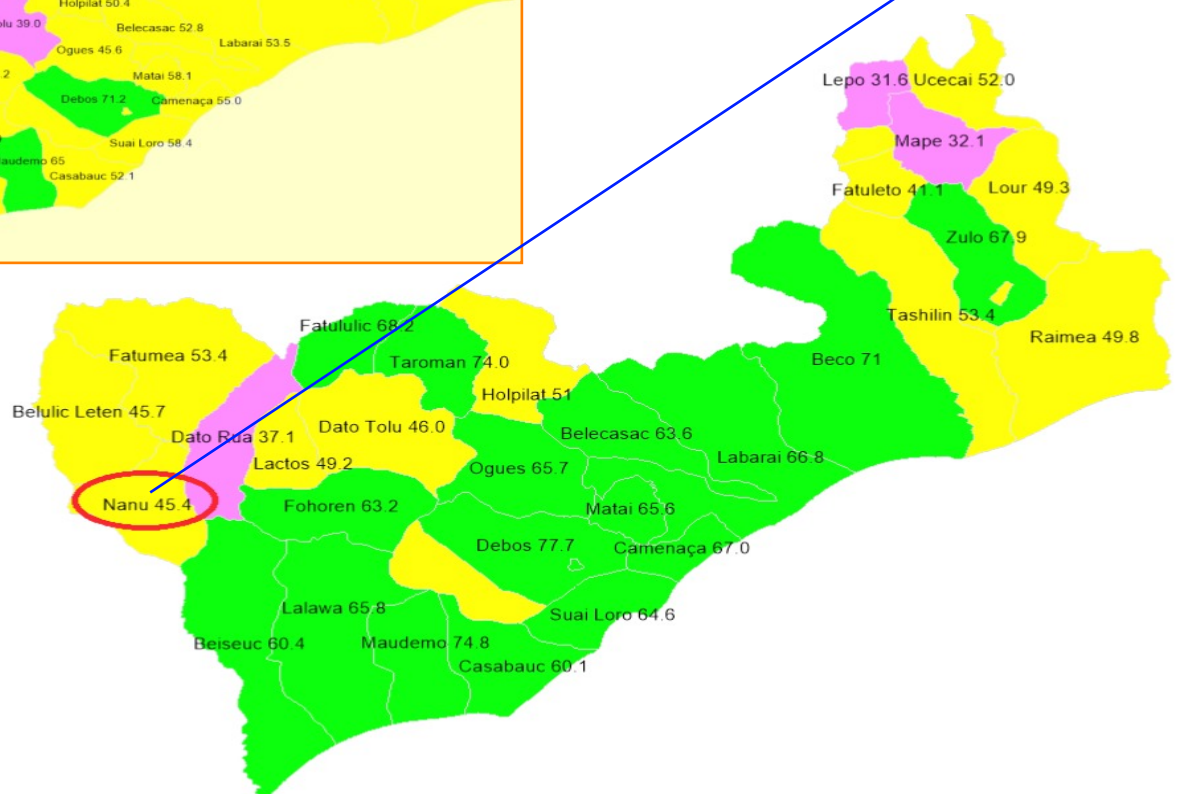 Holpilat 50.4
Belecasac 52.8
Labarai 53.5
Ogues 45.6
Matai 58.1
Debos 71.2
Camenaça 55.0
Suai Loro 58.4
Casabauc 52.1
Lepo 31.6
Ucecai 52.0
Mape 32.1
Fatuleto 41.1
Lour 49.3
Zulo 67.9
Tashilin 53.4
Raimea 49.8
Beco 71
Fatululic 68.2
Taroman 74.0
Fatumea 53.4
Holpilat 51
Belulic Leten 45.7
Dato Rua 37.1
Dato Tolu 46.0
Belecasac 63.6
Labarai 66.8
Lactos 49.2
Ogues 65.7
Nanu 45.4
Fohoren 63.2
Matai 65.6
Debos 77.7
Camenaça 67.0
Lalawa 65.8
Suai Loro 64.6
Beiseuc 60.4
Maudemo 74.8
Casabauc 60.1